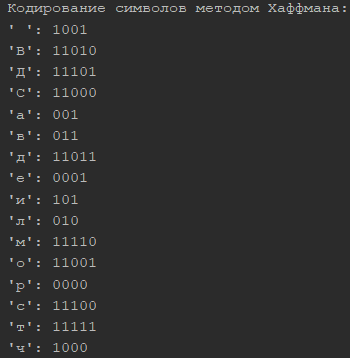 Кодирование символов методом Хаффмана:
' ': 1001
'В': 11010
'Д': 11101
'С': 11000
'а': 001
'в': 011
'д': 11011
'е': 0001
'и': 101
'л': 010
'м': 11110
'о': 11001
'р': 0000
'с': 11100
'т': 11111
'ч': 1000